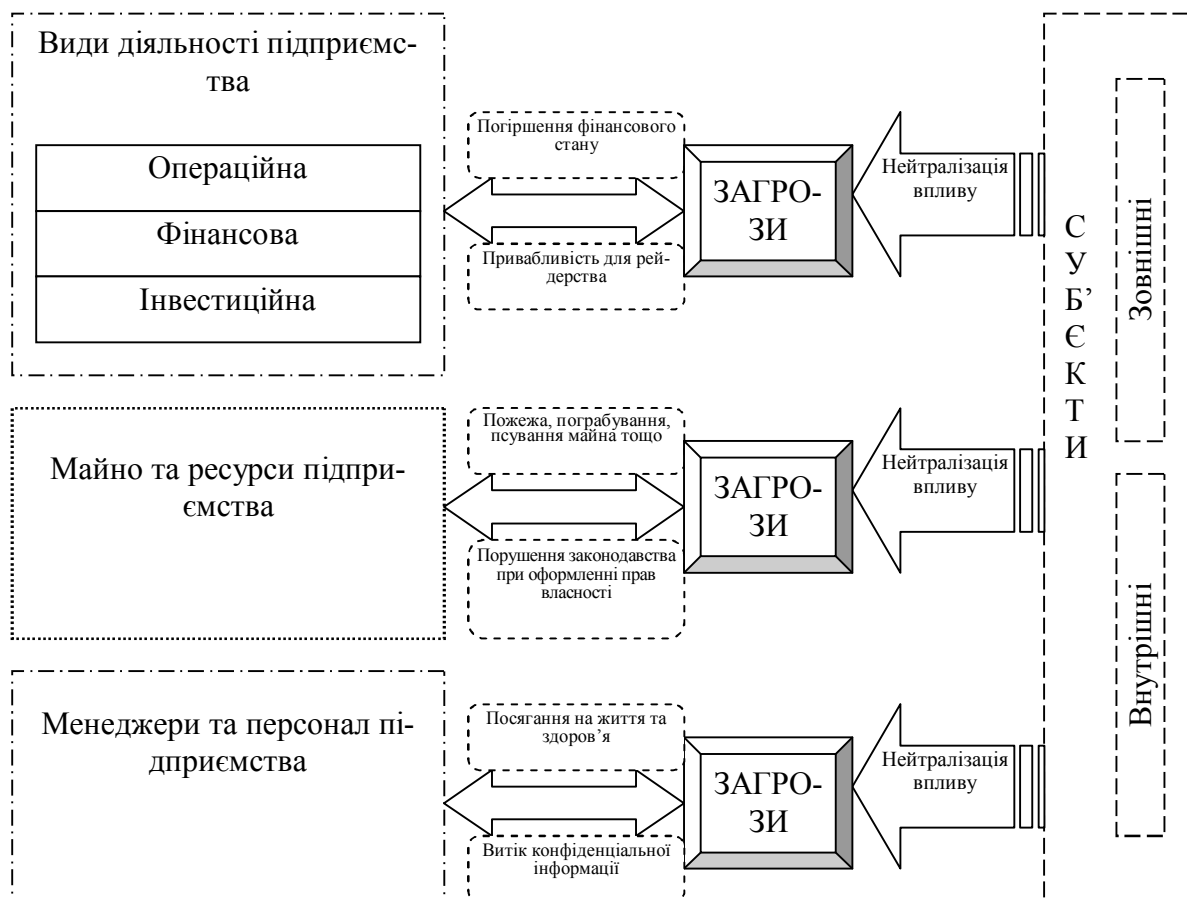 Види діяльності підприємс-
тва
Операційна
Фінансова
Інвестиційна
Погіршення фінансового
стану
Привабливість для рей-
дерства
ЗАГРО-
ЗИ
Нейтралізація
впливу
Майно та ресурси підпри-
ємства
Пожежа, пограбування,
псування майна тощо
Порушення законодавства
при оформленні прав
власності
ЗАГРО-
ЗИ
Нейтралізація
впливу
Менеджери та персонал пі-
дприємства
Посягання на життя та
здоров’я
Витік конфіденціальної
інформації
ЗАГРО-
ЗИ
Нейтралізація
впливу
С
У
Б’
Є
К
Т
И
Зовнішні
Внутрішні